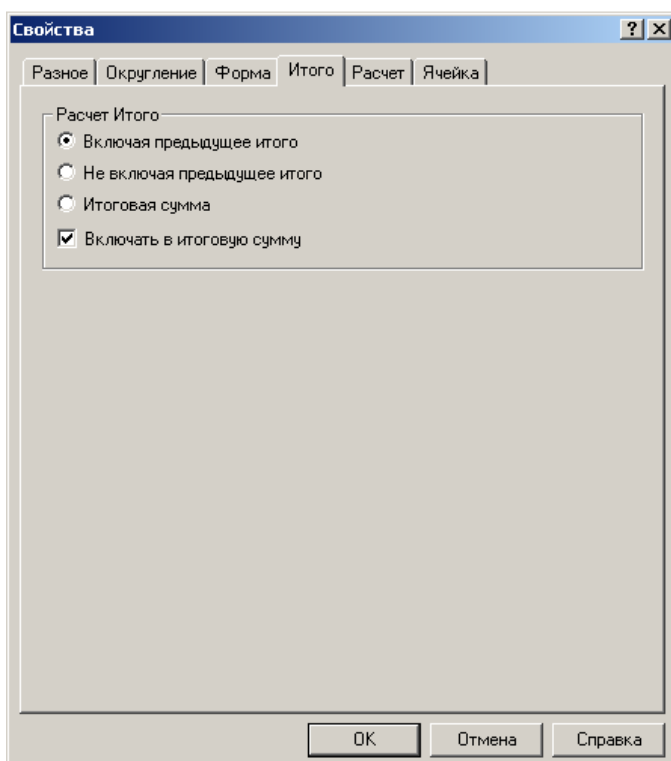 Свойства
Разное Округление Форма Итого Расчет Ячейка
Расчет Итого
Включая предыдущее итого
Не включая предыдущее итого
Итоговая сумма
Включать в итоговую сумму
OK Отмена Справка